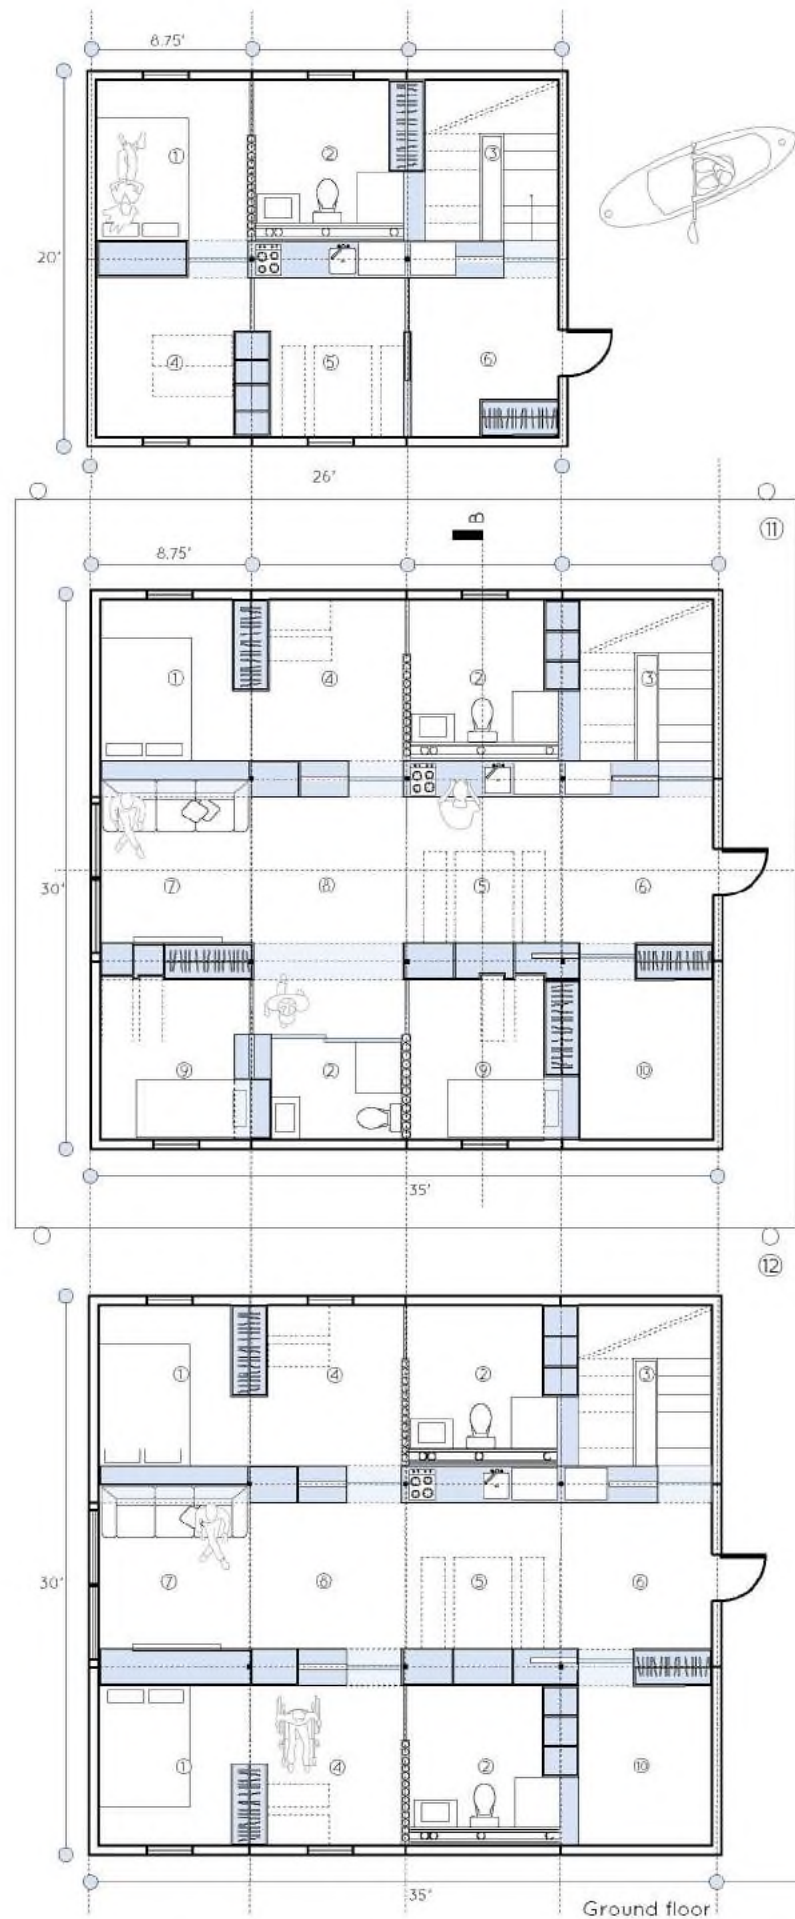 8.75'
① ② ③
20'
④ ⑤ ⑥
26'
⑪
B
8.75'
① ④ ② ③
30'
⑦ ⑧ ⑤ ⑥
⑨ ② ⑨ ⑩
35'
⑫
① ④ ② ③
30'
⑦ ⑧ ⑤ ⑥
① ④ ② ⑩
35'
Ground floor